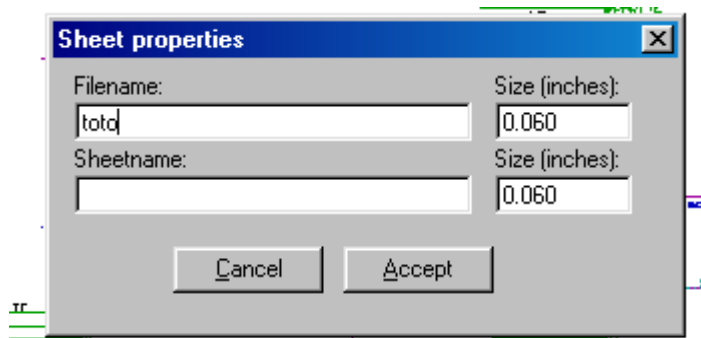 Sheet properties
Filename: Size (inches):
toto 0.060
Sheetname: Size (inches):
0.060
Cancel Accept